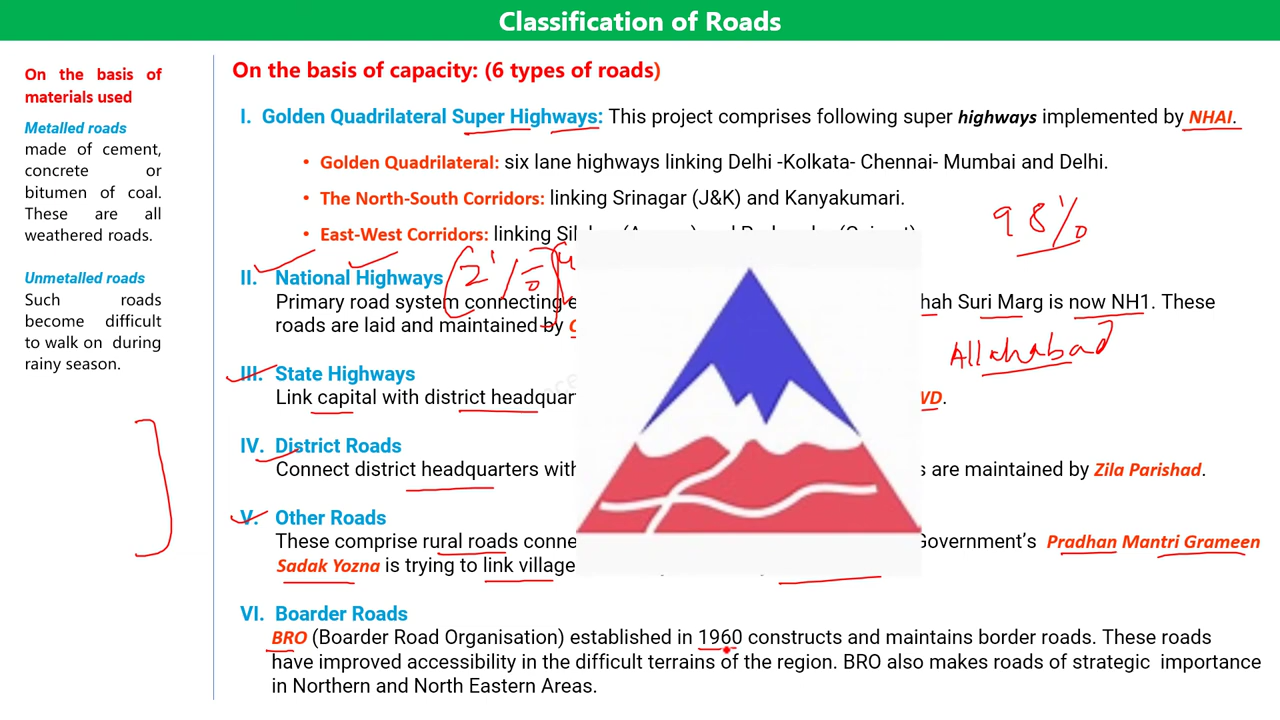 Classification of Roads
On the basis of
materials used
Metalled roads
made of cement,
concrete or
bitumen of coal.
These are all
weathered roads.
Unmetalled roads
Such roads
become difficult
to walk on during
rainy season.
On the basis of capacity: (6 types of roads)
I. Golden Quadrilateral Super Highways: This project comprises following super highways implemented by NHAI.
• Golden Quadrilateral: six lane highways linking Delhi -Kolkata- Chennai- Mumbai and Delhi.
• The North-South Corridors: linking Srinagar (J&K) and Kanyakumari.
98%
• East-West Corridors: linking
II. National Highways
2%
Primary road system connecting Suri Marg is now NH1. These
roads are laid and maintained by
Allahabad
III. State Highways
Link capital with district
IV. District Roads
Connect district headquarters with are maintained by Zila Parishad.
V. Other Roads
These comprise rural roads Pradhan Mantri Grameen
Sadak Yozna is trying to link
VI. Boarder Roads
BRO (Boarder Road Organisation) established in 1960 constructs and maintains border roads. These roads
have improved accessibility in the difficult terrains of the region. BRO also makes roads of strategic importance
in Northern and North Eastern Areas.